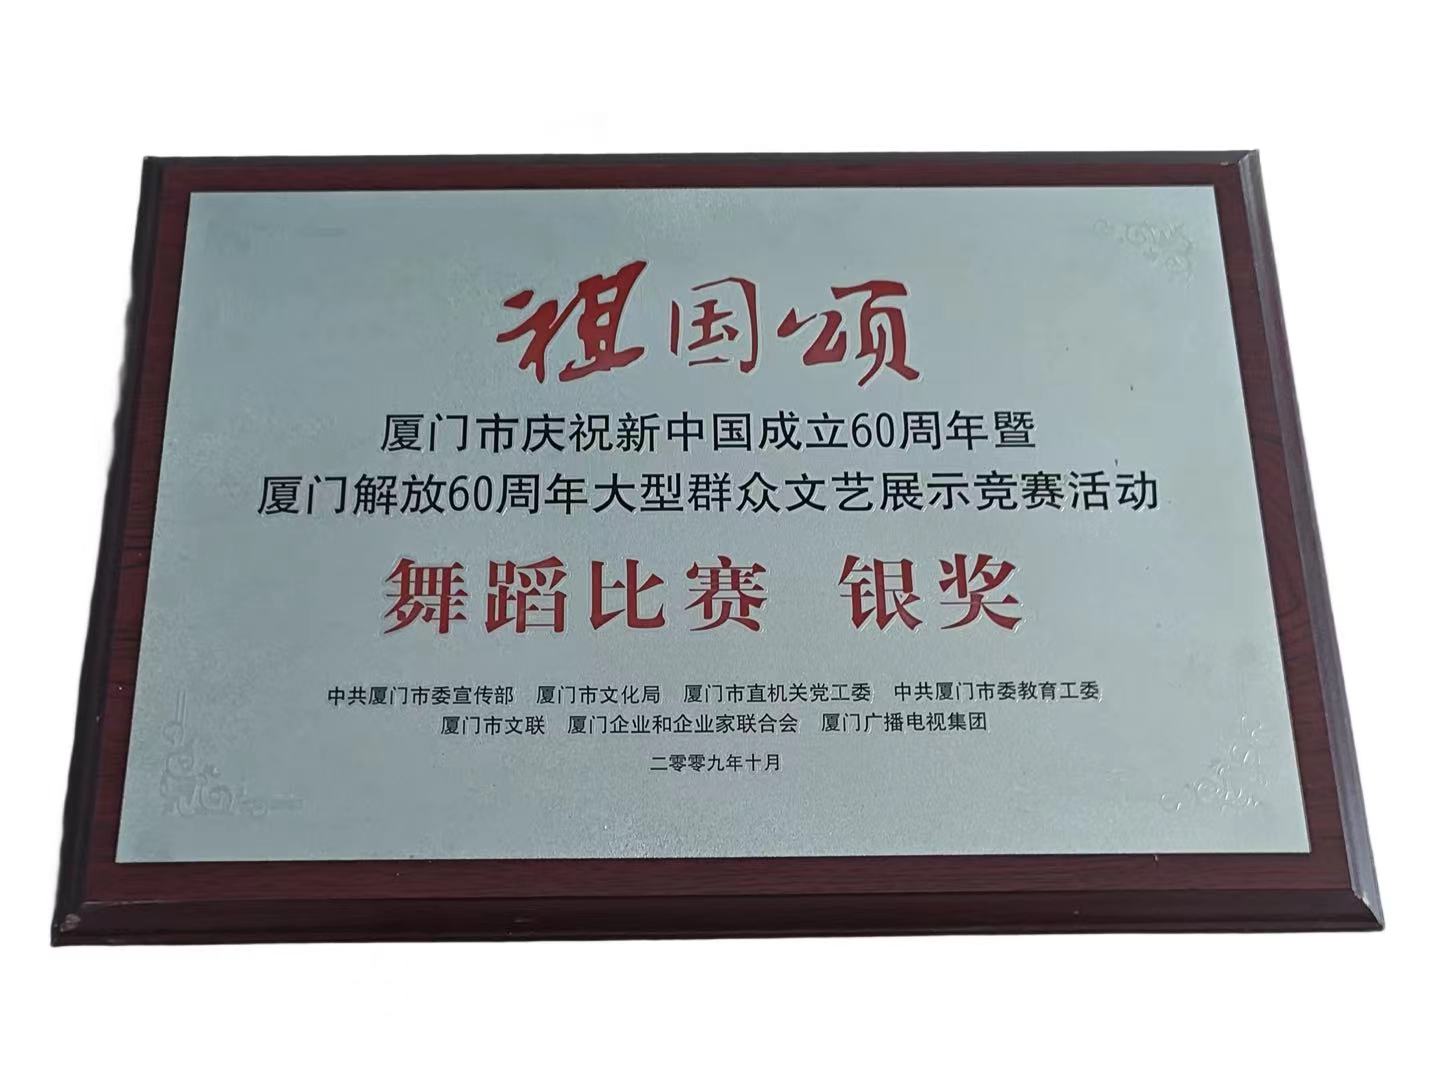 祖国颂
厦门市庆祝新中国成立60周年暨
厦门解放60周年大型群众文艺展示竞赛活动
舞蹈比赛 银奖
中共厦门市委宣传部 厦门市文化局 厦门市直机关党工委 中共厦门市委教育工委
厦门市文联 厦门企业和企业家联合会 厦门广播电视集团
二零零九年十月